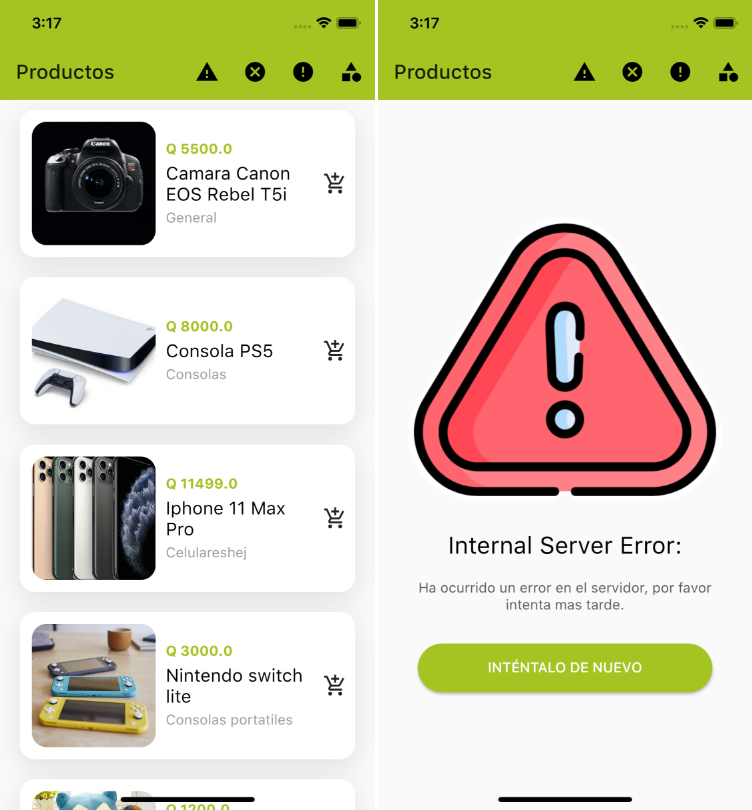 3:17
Productos
Canon
Q 5500.0
Camara Canon
EOS Rebel T5i
General
Q 8000.0
Consola PS5
Consolas
Q 11499.0
Iphone 11 Max
Pro
Celulareshej
Q 3000.0
Nintendo switch
lite
Consolas portatiles
Q 1200.0
3:17
Productos
Internal Server Error:
Ha ocurrido un error en el servidor, por favor
intenta mas tarde.
INTÉNTALO DE NUEVO